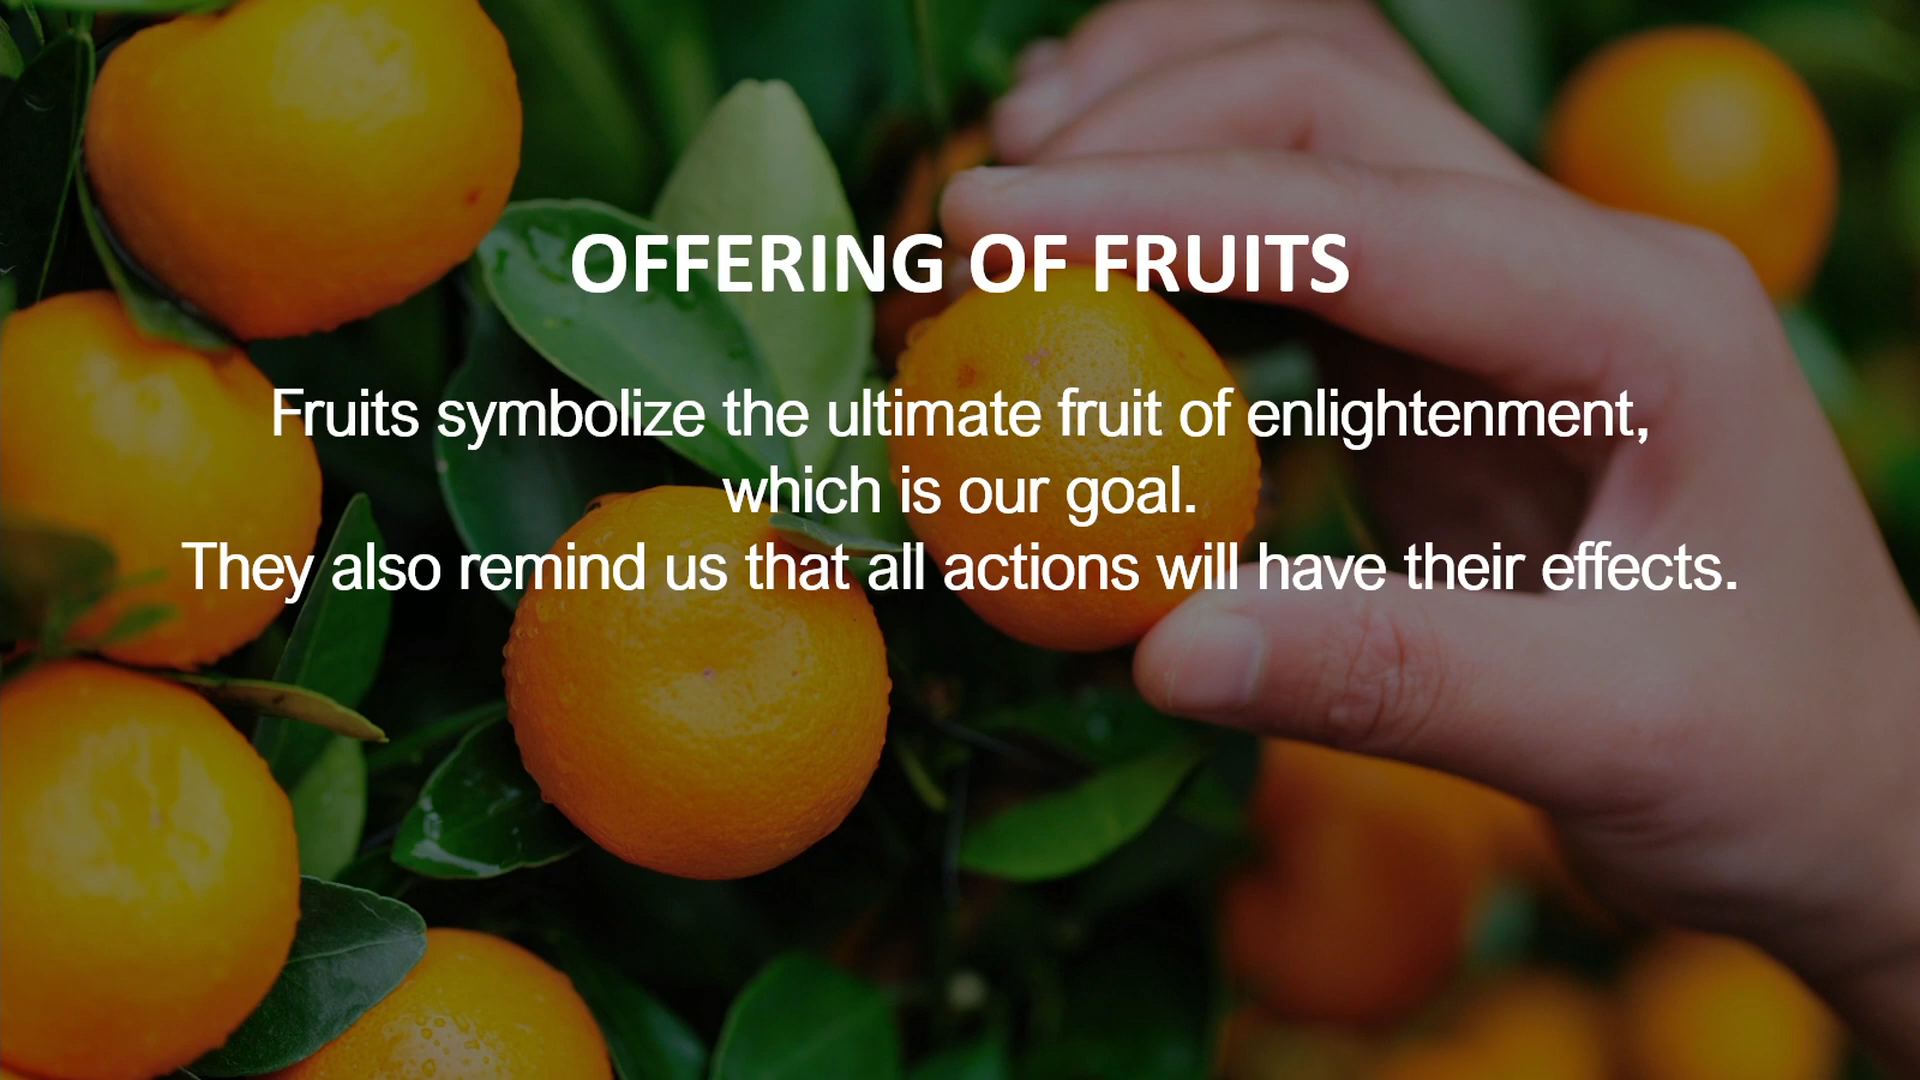 OFFERING OF FRUITS
Fruits symbolize the ultimate fruit of enlightenment,
which is our goal.
They also remind us that all actions will have their effects.